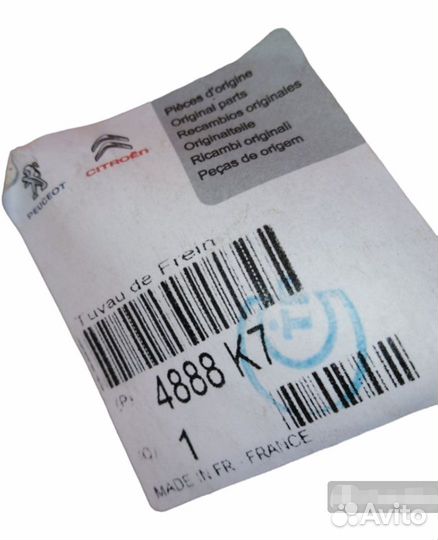 Pièces d'origine
Original parts
Recambios originales
Originalteile
Ricambi originali
Peças de origem
PEUGEOT
CITROËN
Tuyau de Frein
(P) 4888 K7
(Q) 1
MADE IN FR - FRANCE
Avito